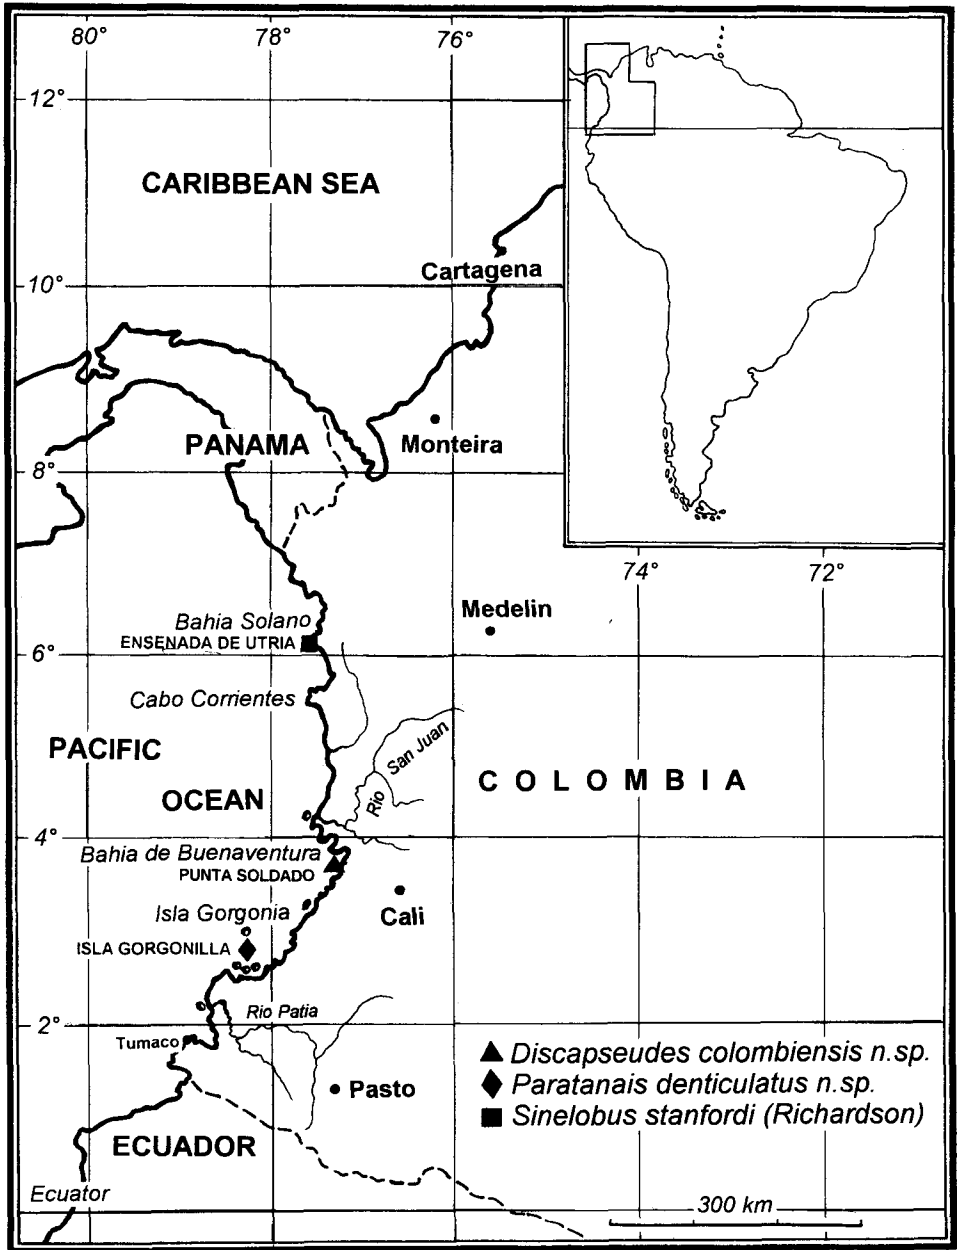 80° 78° 76°
12°
CARIBBEAN SEA
Cartagena
10°
PANAMA
Monteira
8°
74° 72°
Medelin
Bahia Solano
ENSENADA DE UTRIA
6°
Cabo Corrientes
PACIFIC
OCEAN
Rio San Juan
COLOMBIA
4°
Bahia de Buenaventura
PUNTA SOLDADO
Cali
Isla Gorgonia
ISLA GORGONILLA
Rio Patia
2°
Tumaco
Pasto
Discapseudes colombiensis n.sp.
Paratanais denticulatus n.sp.
Sinelobus stanfordi (Richardson)
ECUADOR
Ecuator
300 km